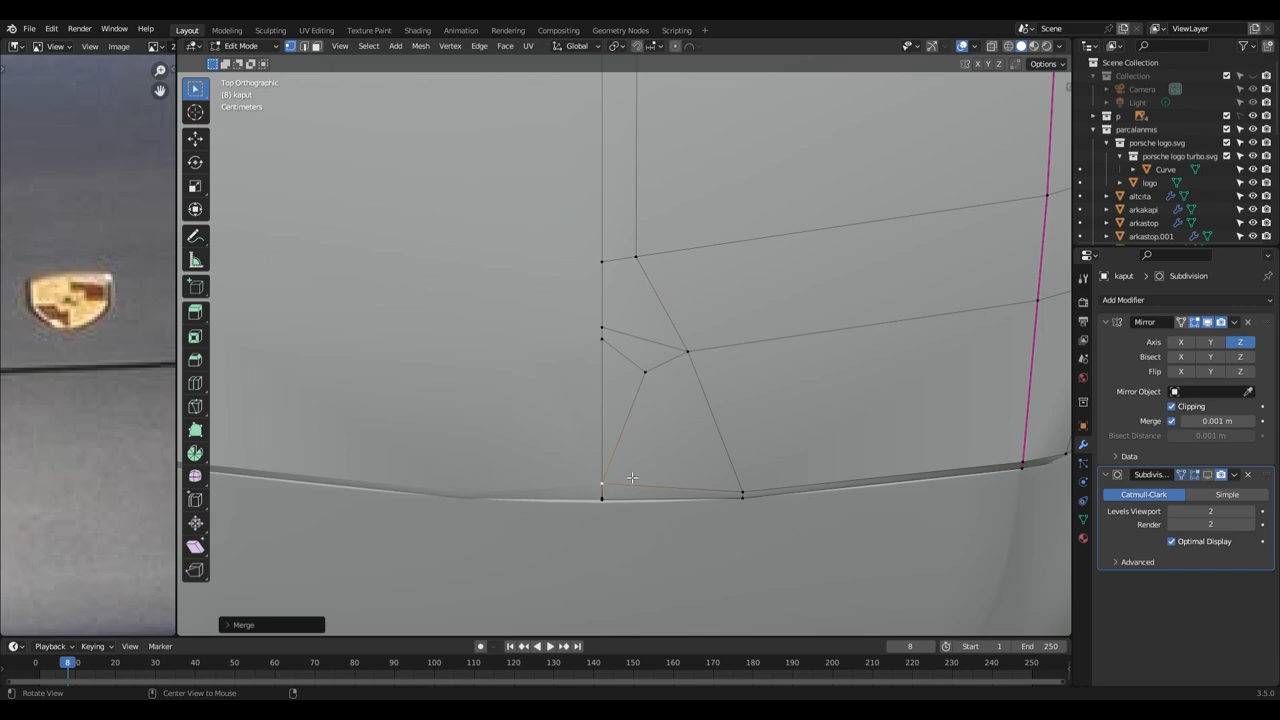 File Edit Render Window Help
Layout Modeling Sculpting UV Editing Texture Paint Shading Animation Rendering Compositing Geometry Nodes Scripting
Scene ViewLayer
View View Image 2
Edit Mode View Select Add Mesh Vertex Edge Face UV
Global
X Y Z Options
Top Orthographic
(8) kaput
Centimeters
Scene Collection
Collection
Camera
Light
p 4
parcalanmis
porsche logo.svg
porsche logo turbo.svg
Curve
logo
altcita
arkakapi
arkastop
arkastop.001
kaput Subdivision
Add Modifier
Mirror
Axis X Y Z
Bisect X Y Z
Flip X Y Z
Mirror Object
Clipping
Merge 0.001 m
Bisect Distance 0.001 m
Data
Subdivis..
Catmull-Clark Simple
Levels Viewport 2
Render 2
Optimal Display
Advanced
Merge
Playback Keying View Marker
8 Start 1 End 250
0 8 20 30 40 50 60 70 80 90 100 110 120 130 140 150 160 170 180 190 200 210 220 230 240 250
Rotate View Center View to Mouse 3.5.0